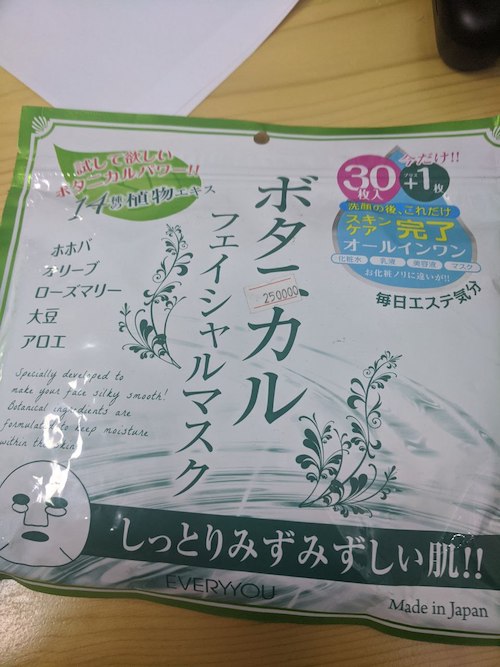 試して欲しい
ボタニカルパワー!!
14種植物エキス
今だけ!!
30枚入
プラス
+1枚
洗顔の後、これだけ
スキンケア 完了
オールインワン
化粧水 乳液 美容液 マスク
お化粧ノリに違いが!!
毎日エステ気分
ボタニカル
フェイシャルマスク
250000
ホホバ
オリーブ
ローズマリー
大豆
アロエ
Specially developed to
make your face silky smooth!
Botanical ingredients are
formulated to keep moisture
within the skin
しっとりみずみずしい肌!!
EVERYYOU
Made in Japan